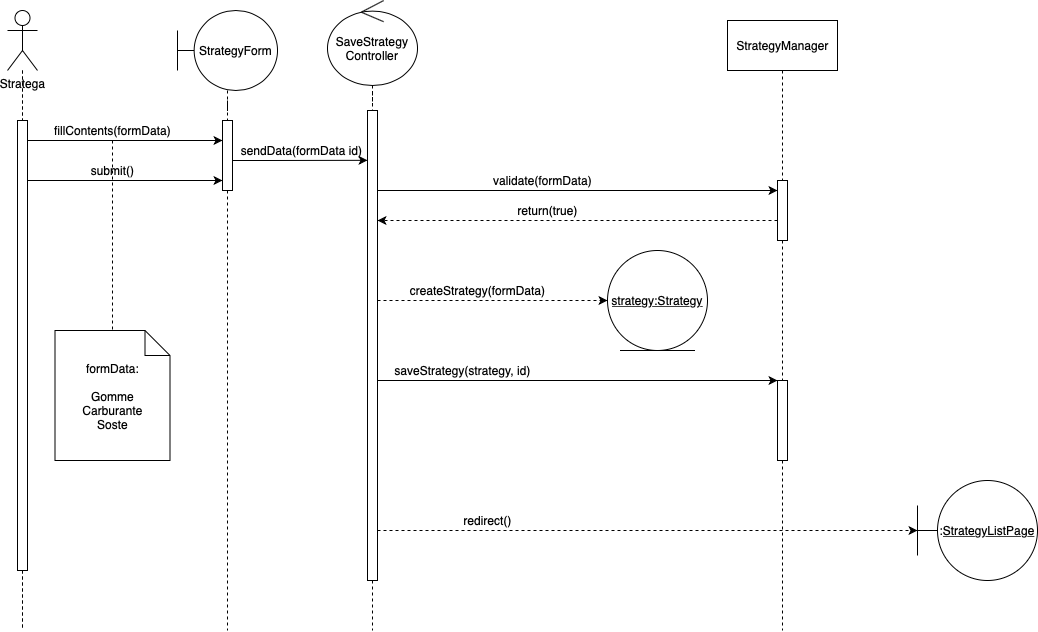 Stratega
StrategyForm
SaveStrategy
Controller
StrategyManager
fillContents(formData)
sendData(formData id)
submit()
validate(formData)
return(true)
createStrategy(formData)
strategy:Strategy
formData:
Gomme
Carburante
Soste
saveStrategy(strategy, id)
redirect()
:StrategyListPage